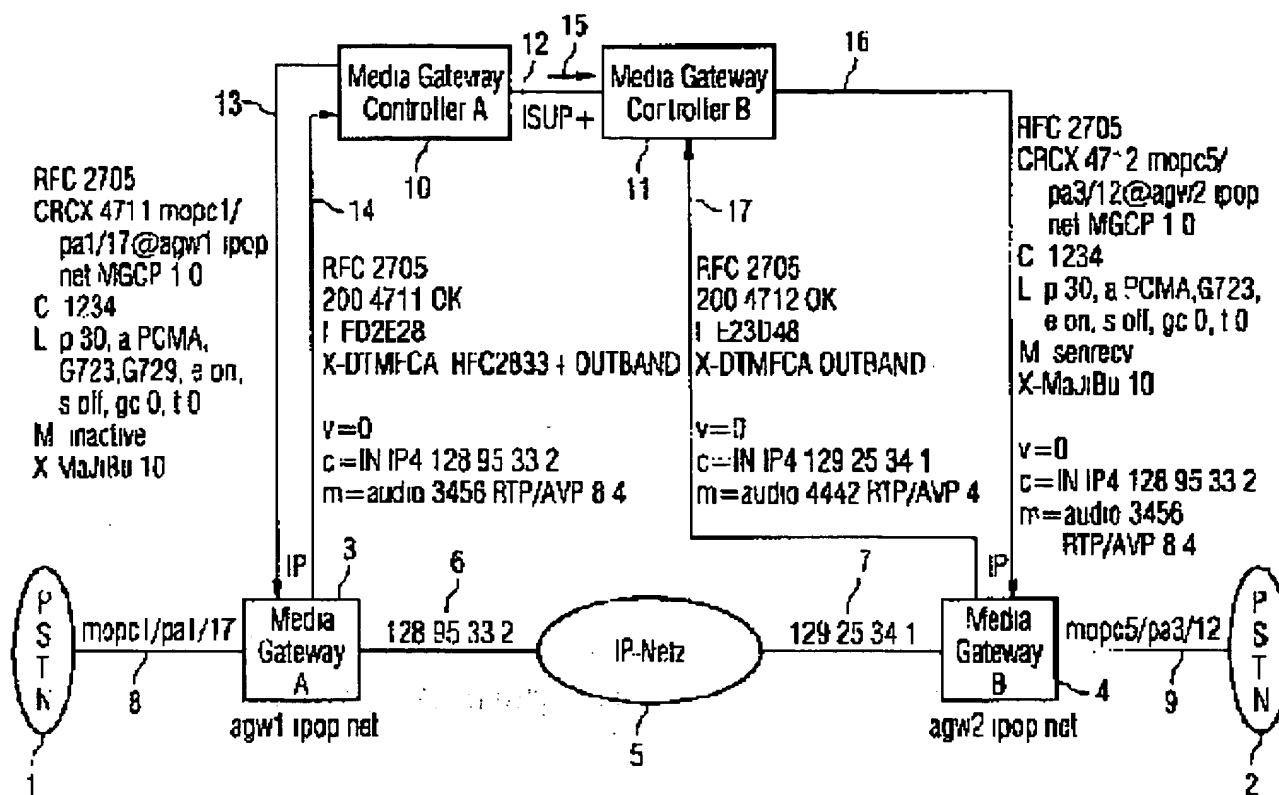 12
15
16
Media Gatevray
Controller A
Media Gateway
Controller B
ISUP+
13
10
11
14
17
RFC 2705
CRCX 4711 mopc1/
pa1/17@agw1 ipop
net MGCP 1 0
C 1234
L p 30, a PCMA,
G723,G729, e on,
s off, gc 0, t 0
M inactive
X MaJiBu 10
RFC 2705
200 4711 OK
I FD2E28
X-DTMFCA HFC2833 + OUTBAND
v=0
c=IN IP4 128 95 33 2
m=audio 3456 RTP/AVP 8 4
RFC 2705
200 4712 OK
I E23D48
X-DTMFCA OUTBAND
v=0
c=IN IP4 129 25 34 1
m=audio 4442 RTP/AVP 4
RFC 2705
CRCX 47-2 mopc5/
pa3/12@agw2 ipop
net MGCP 1 0
C 1234
L p 30, a PCMA,G723,
e on, s off, gc 0, t 0
M senrecv
X-MaJiBu 10
v=0
c=IN IP4 128 95 33 2
m=audio 3456
RTP/AVP 8 4
IP
3
6
7
IP
PSTN
mopc1/pa1/17
8
Media
Gateway
A
128 95 33 2
IP-Netz
129 25 34 1
Media
Gateway
B
4
mopc5/pa3/12
9
PSTN
agw1 ipop net
5
agw2 ipop net
1
2